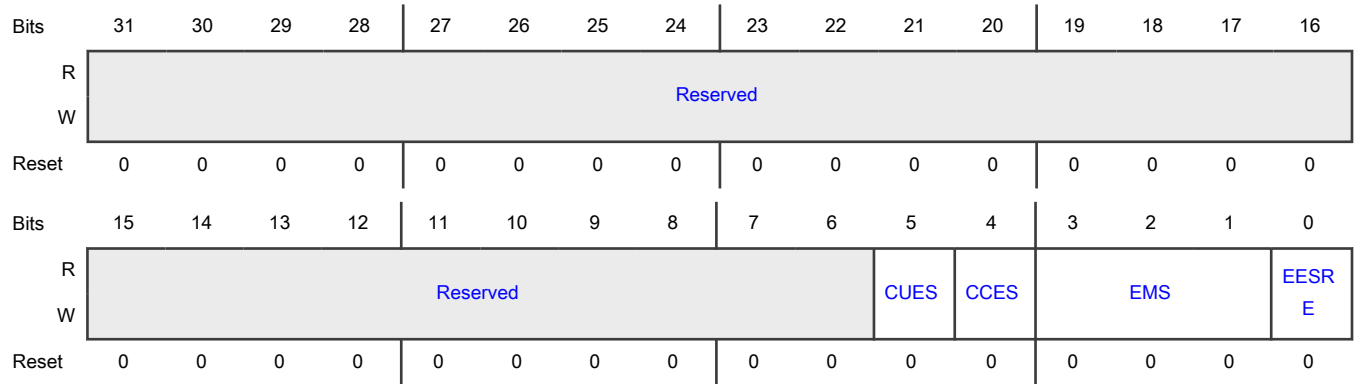 Bits 31 30 29 28 27 26 25 24 23 22 21 20 19 18 17 16
R
Reserved
W
Reset 0 0 0 0 0 0 0 0 0 0 0 0 0 0 0 0
Bits 15 14 13 12 11 10 9 8 7 6 5 4 3 2 1 0
R
Reserved CUES CCES EMS EESR
E
W
Reset 0 0 0 0 0 0 0 0 0 0 0 0 0 0 0 0